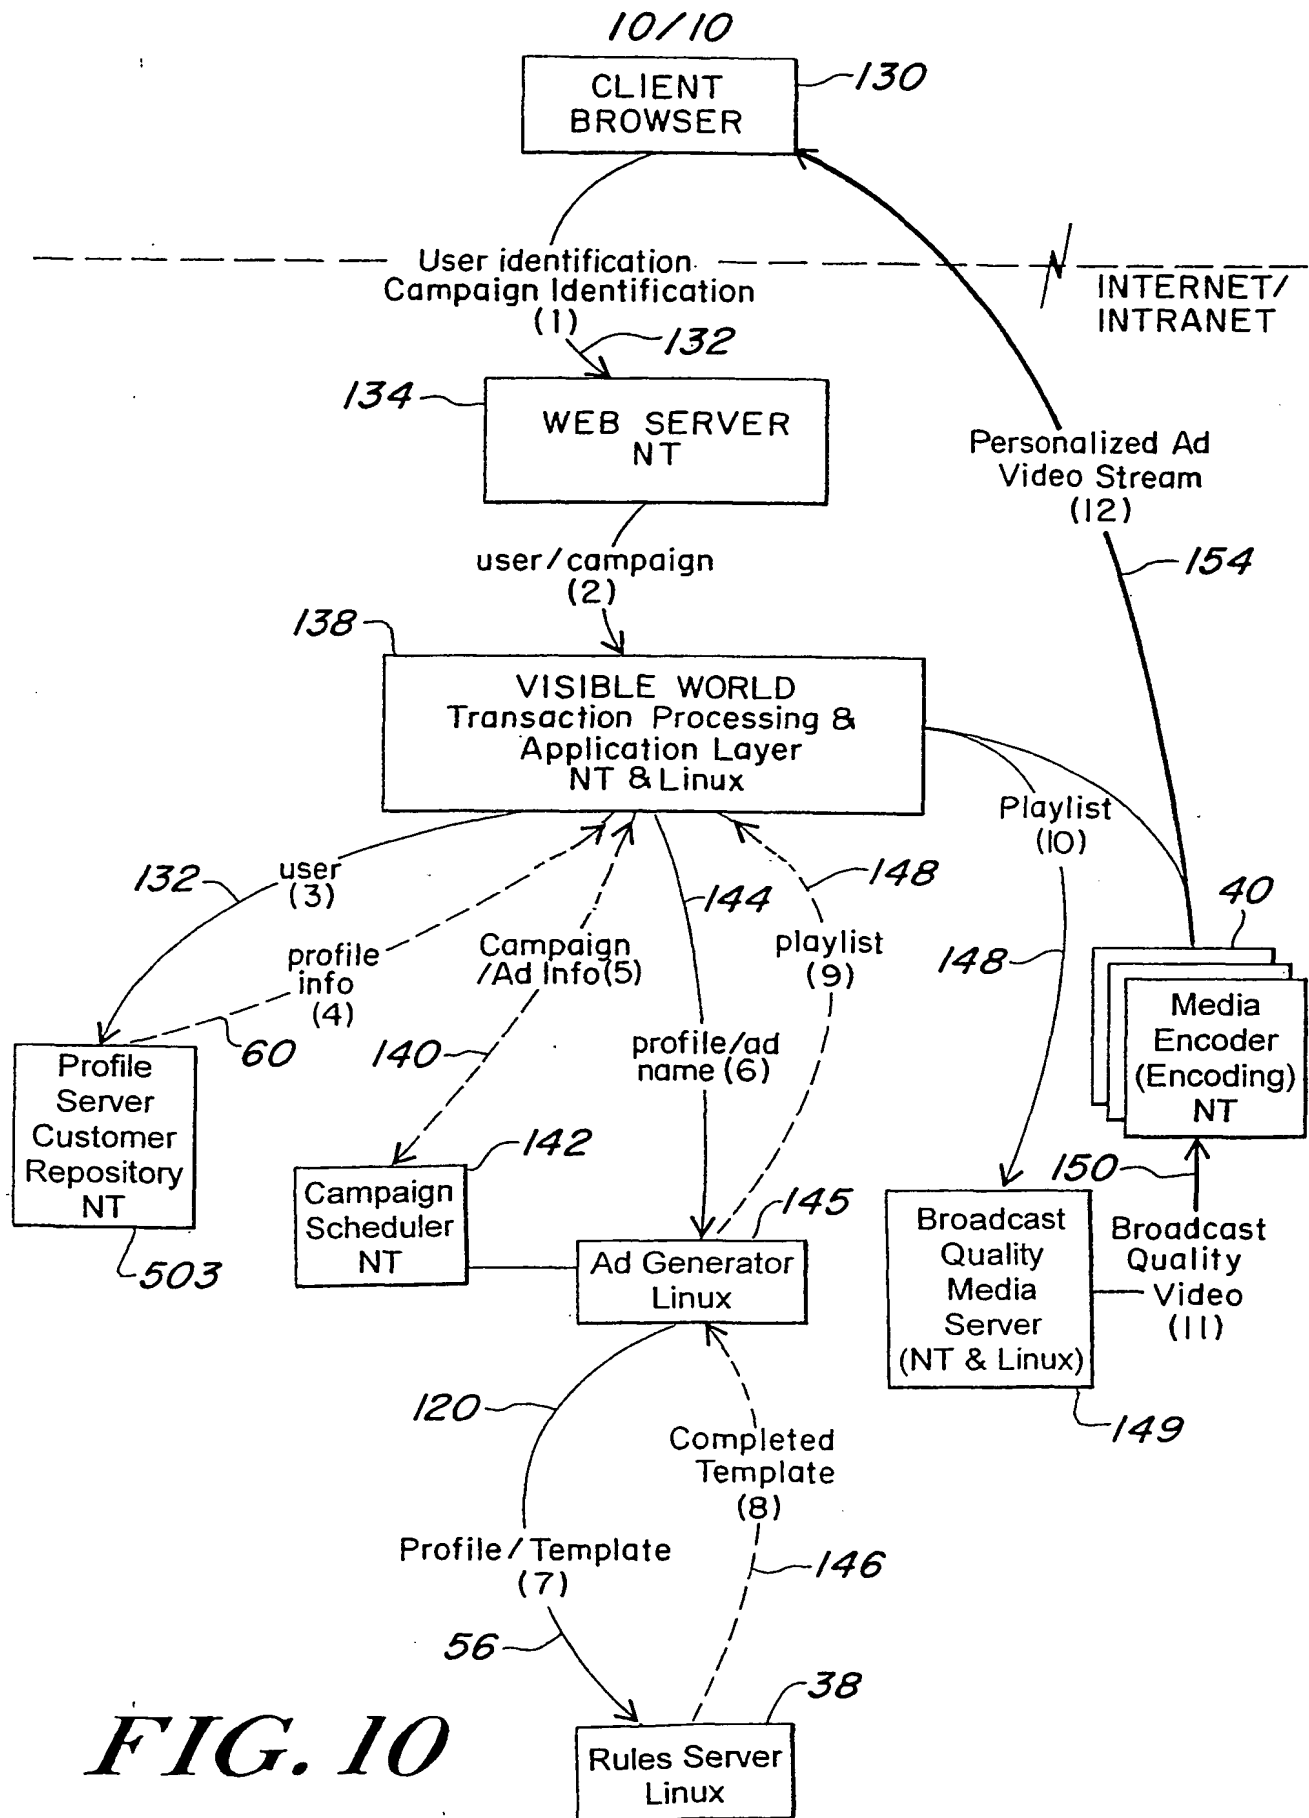 10/10
CLIENT
BROWSER
130
User identification
Campaign Identification
(1)
INTERNET/
INTRANET
132
134
WEB SERVER
NT
Personalized Ad
Video Stream
(12)
user/campaign
(2)
154
138
VISIBLE WORLD
Transaction Processing &
Application Layer
NT & Linux
Playlist
(10)
132
user
(3)
144
148
40
profile
info
(4)
Campaign
/Ad Info(5)
playlist
(9)
148
60
140
profile/ad
name (6)
Media
Encoder
(Encoding)
NT
Profile
Server
Customer
Repository
NT
142
150
Campaign
Scheduler
NT
145
Broadcast
Quality
Media
Server
(NT & Linux)
Broadcast
Quality
Video
(11)
503
Ad Generator
Linux
120
149
Completed
Template
(8)
Profile/Template
(7)
146
56
38
Rules Server
Linux
FIG. 10